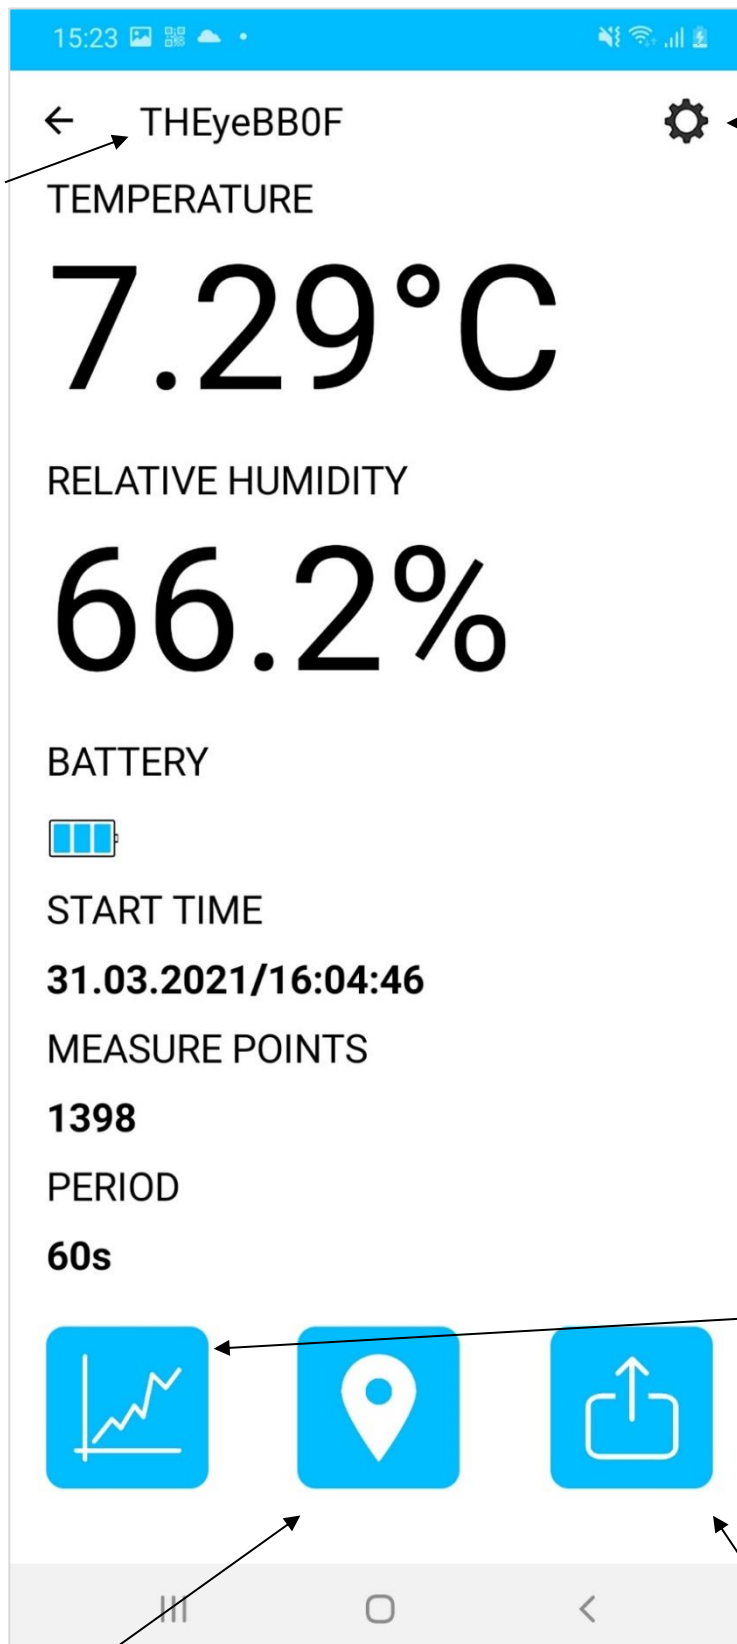 15:23
THEyeBB0F
TEMPERATURE
7.29°C
RELATIVE HUMIDITY
66.2%
BATTERY
START TIME
31.03.2021/16:04:46
MEASURE POINTS
1398
PERIOD
60s